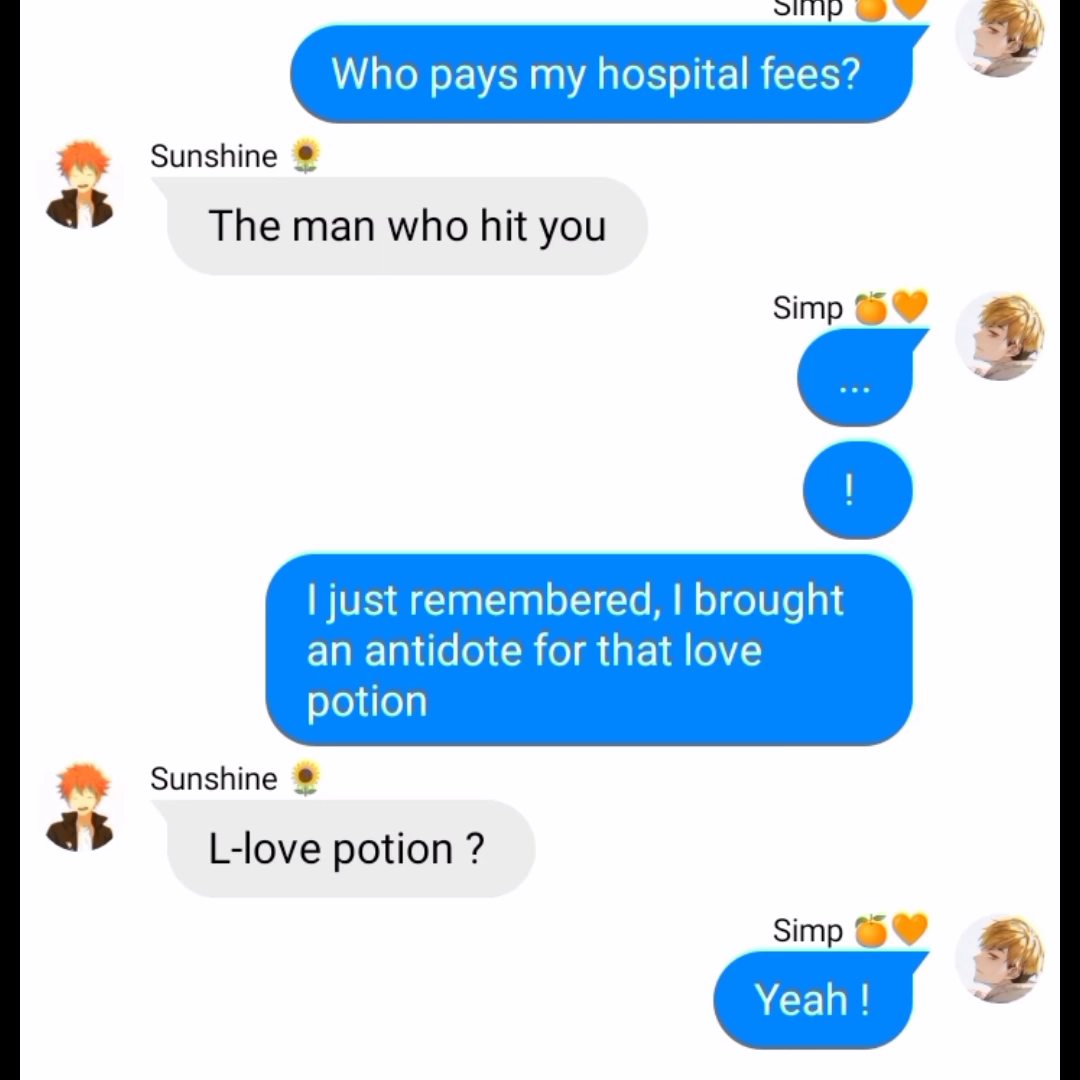 Simp 🍊🧡
Who pays my hospital fees?
Sunshine 🌻
The man who hit you
Simp 🍊🧡
...
!
I just remembered, I brought
an antidote for that love
potion
Sunshine 🌻
L-love potion ?
Simp 🍊🧡
Yeah !